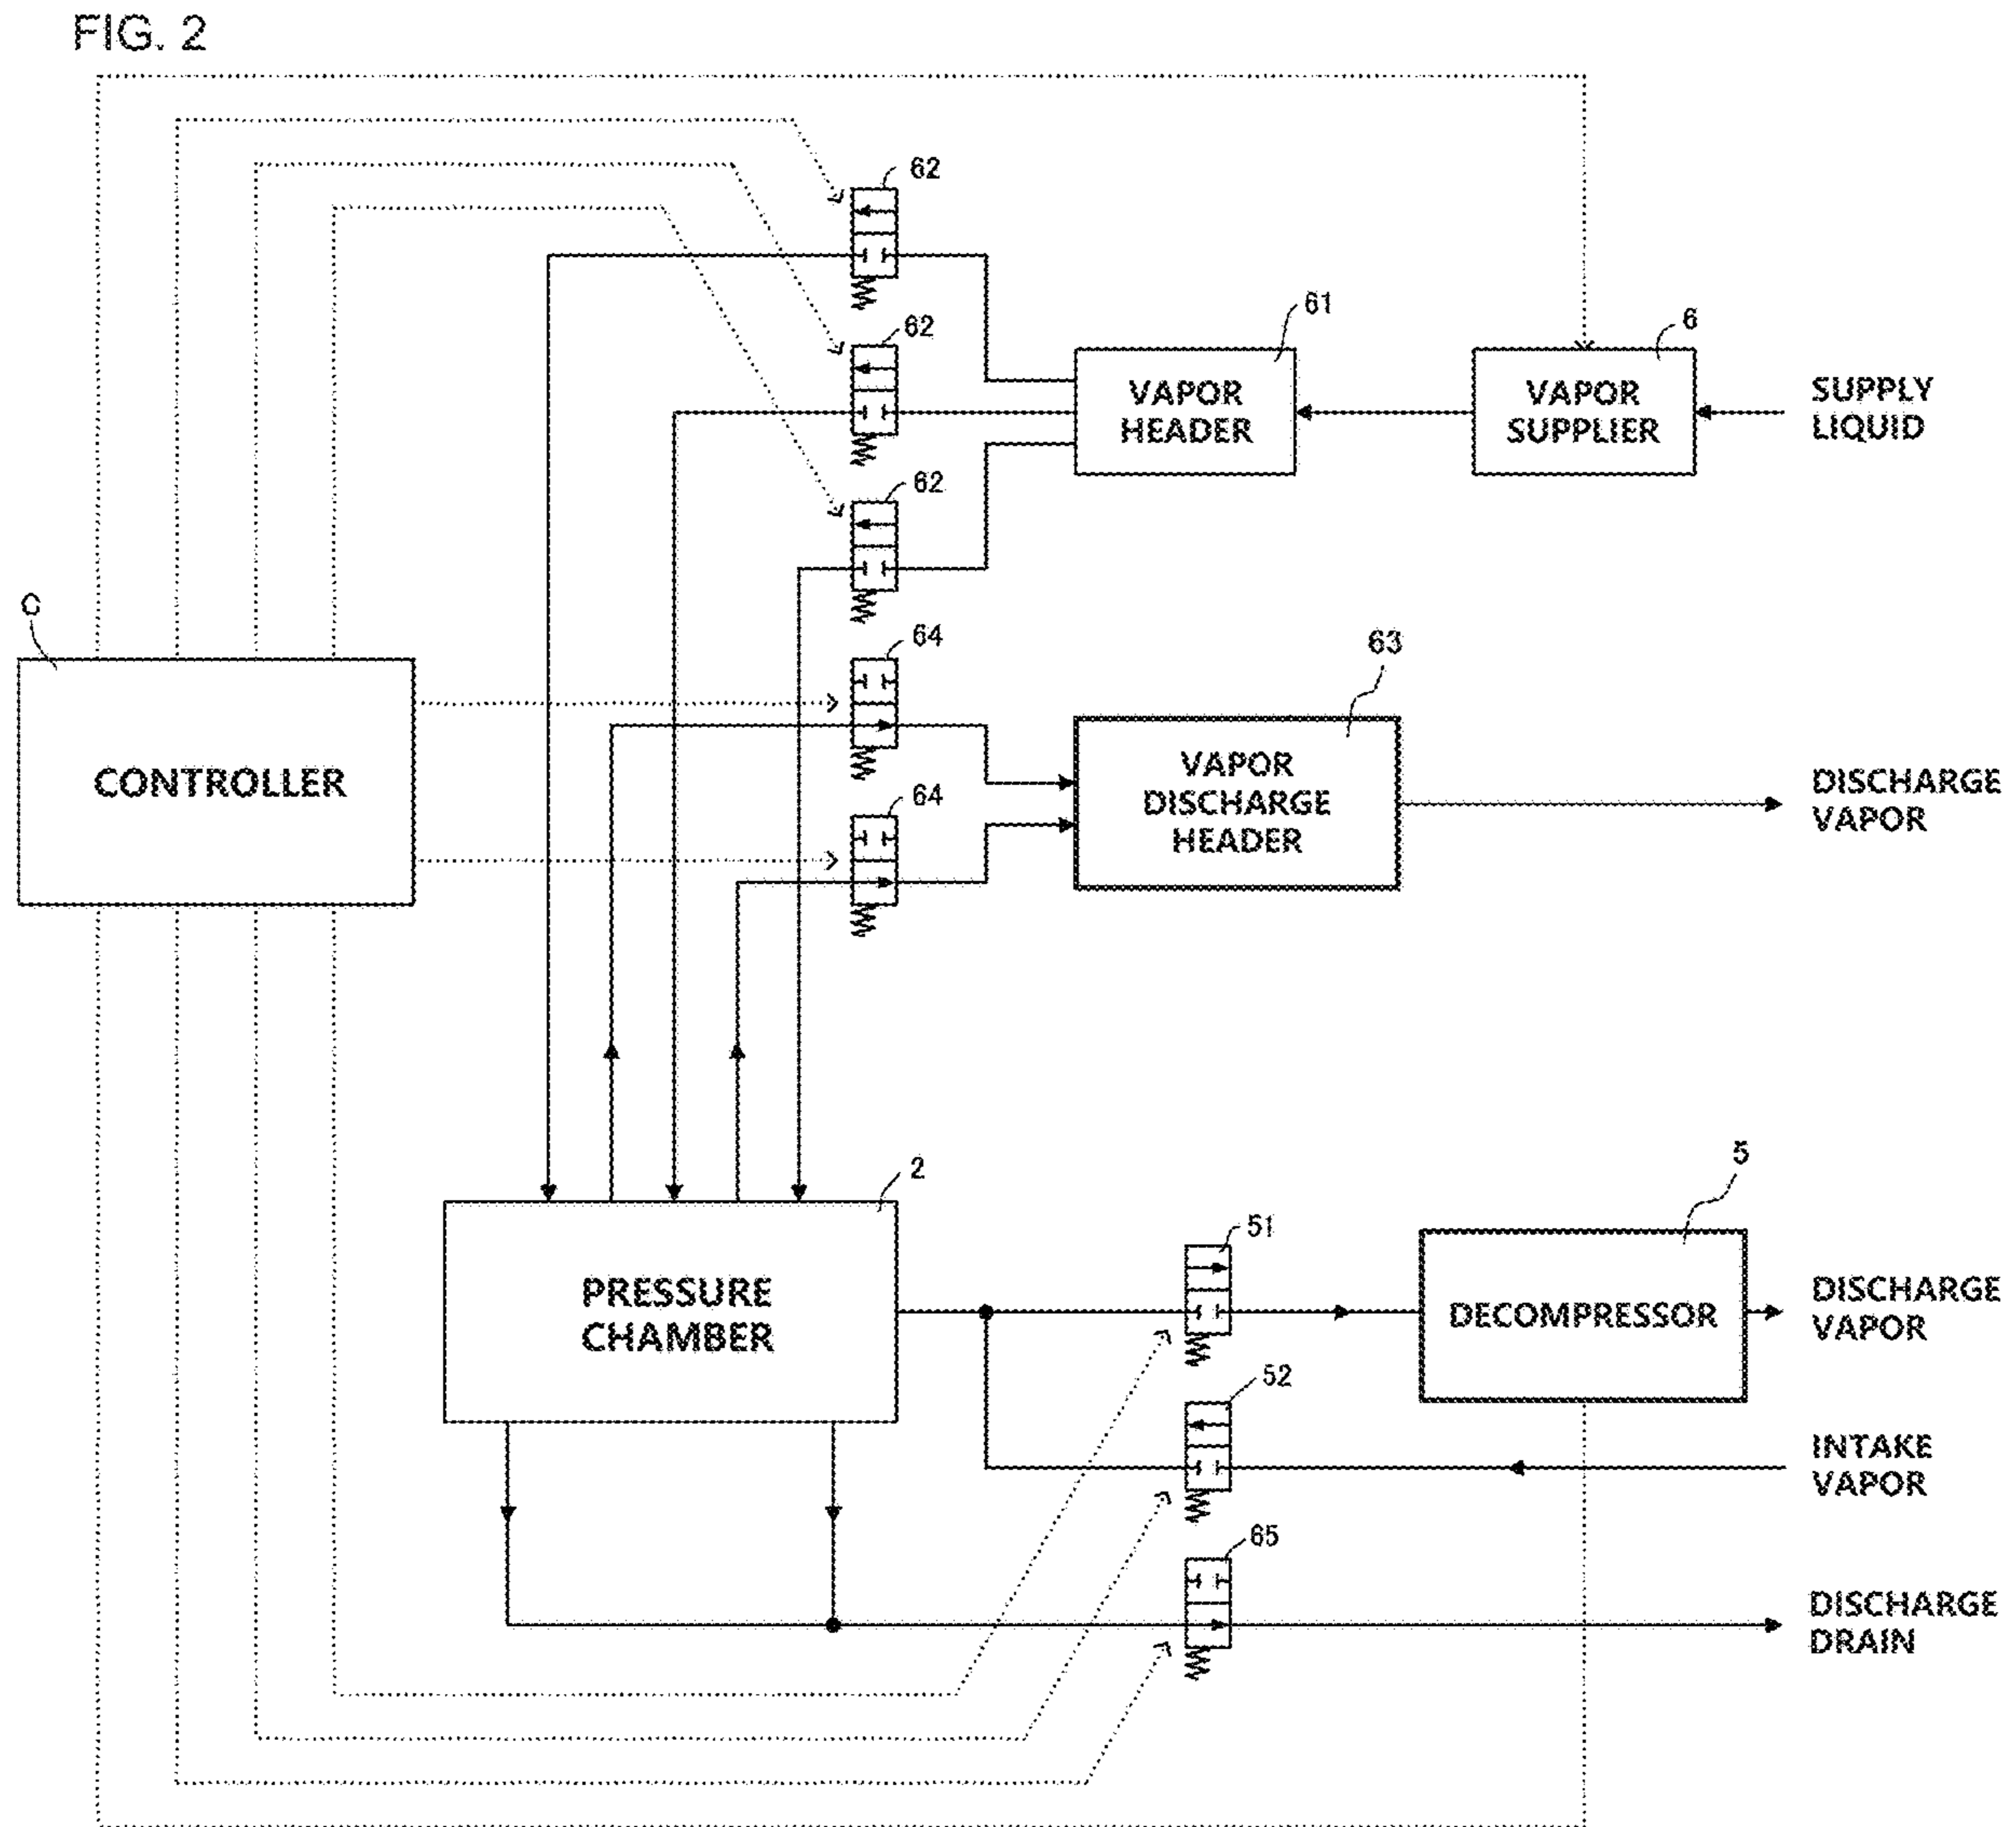 FIG. 2
62
62
61
6
VAPOR
HEADER
VAPOR
SUPPLIER
SUPPLY
LIQUID
62
C
64
63
CONTROLLER
VAPOR
DISCHARGE
HEADER
DISCHARGE
VAPOR
64
2
5
PRESSURE
CHAMBER
51
DECOMPRESSOR
DISCHARGE
VAPOR
52
INTAKE
VAPOR
65
DISCHARGE
DRAIN